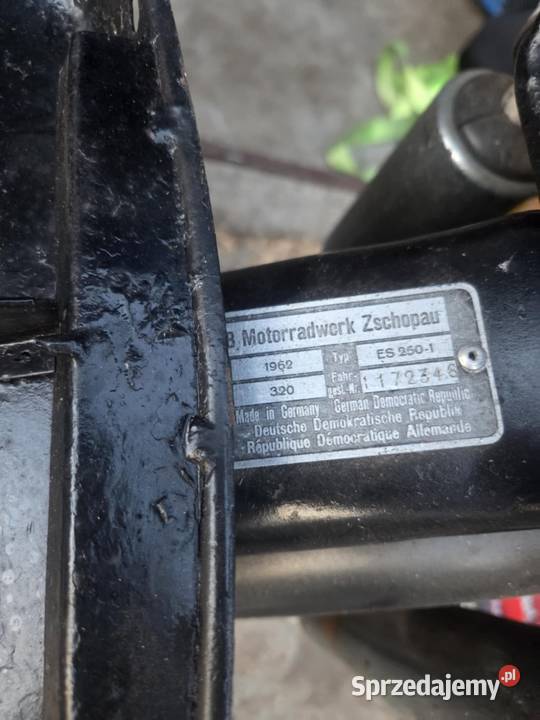 B, Motorradwerk Zschopau
1962 Typ: ES 250-1
320 Fahr-
gest.-Nr. 1172348
Made in Germany German Democratic Republic
Deutsche Demokratische Republik
République Démocratique Allemande
Sprzedajemy.pl